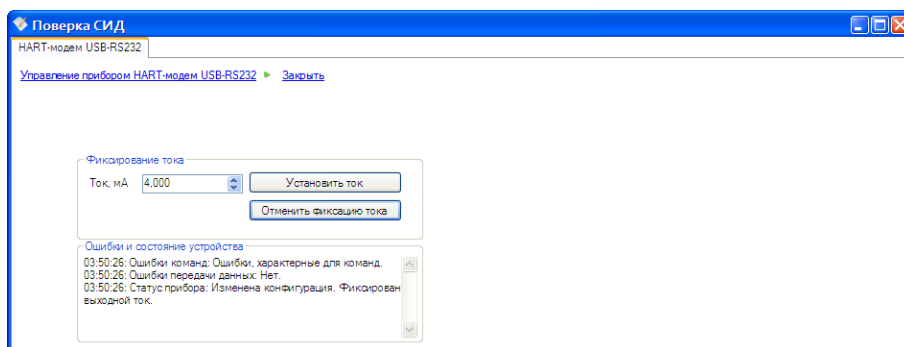 Поверка СИД
HART-модем USB-RS232
Управление прибором HART-модем USB-RS232 Закрыть
Фиксирование тока
Ток, мА 4,000 Установить ток
Отменить фиксацию тока
Ошибки и состояние устройства
03:50:26: Ошибки команд: Ошибки, характерные для команд.
03:50:26: Ошибки передачи данных: Нет.
03:50:26: Статус прибора: Изменена конфигурация. Фиксирован
выходной ток.